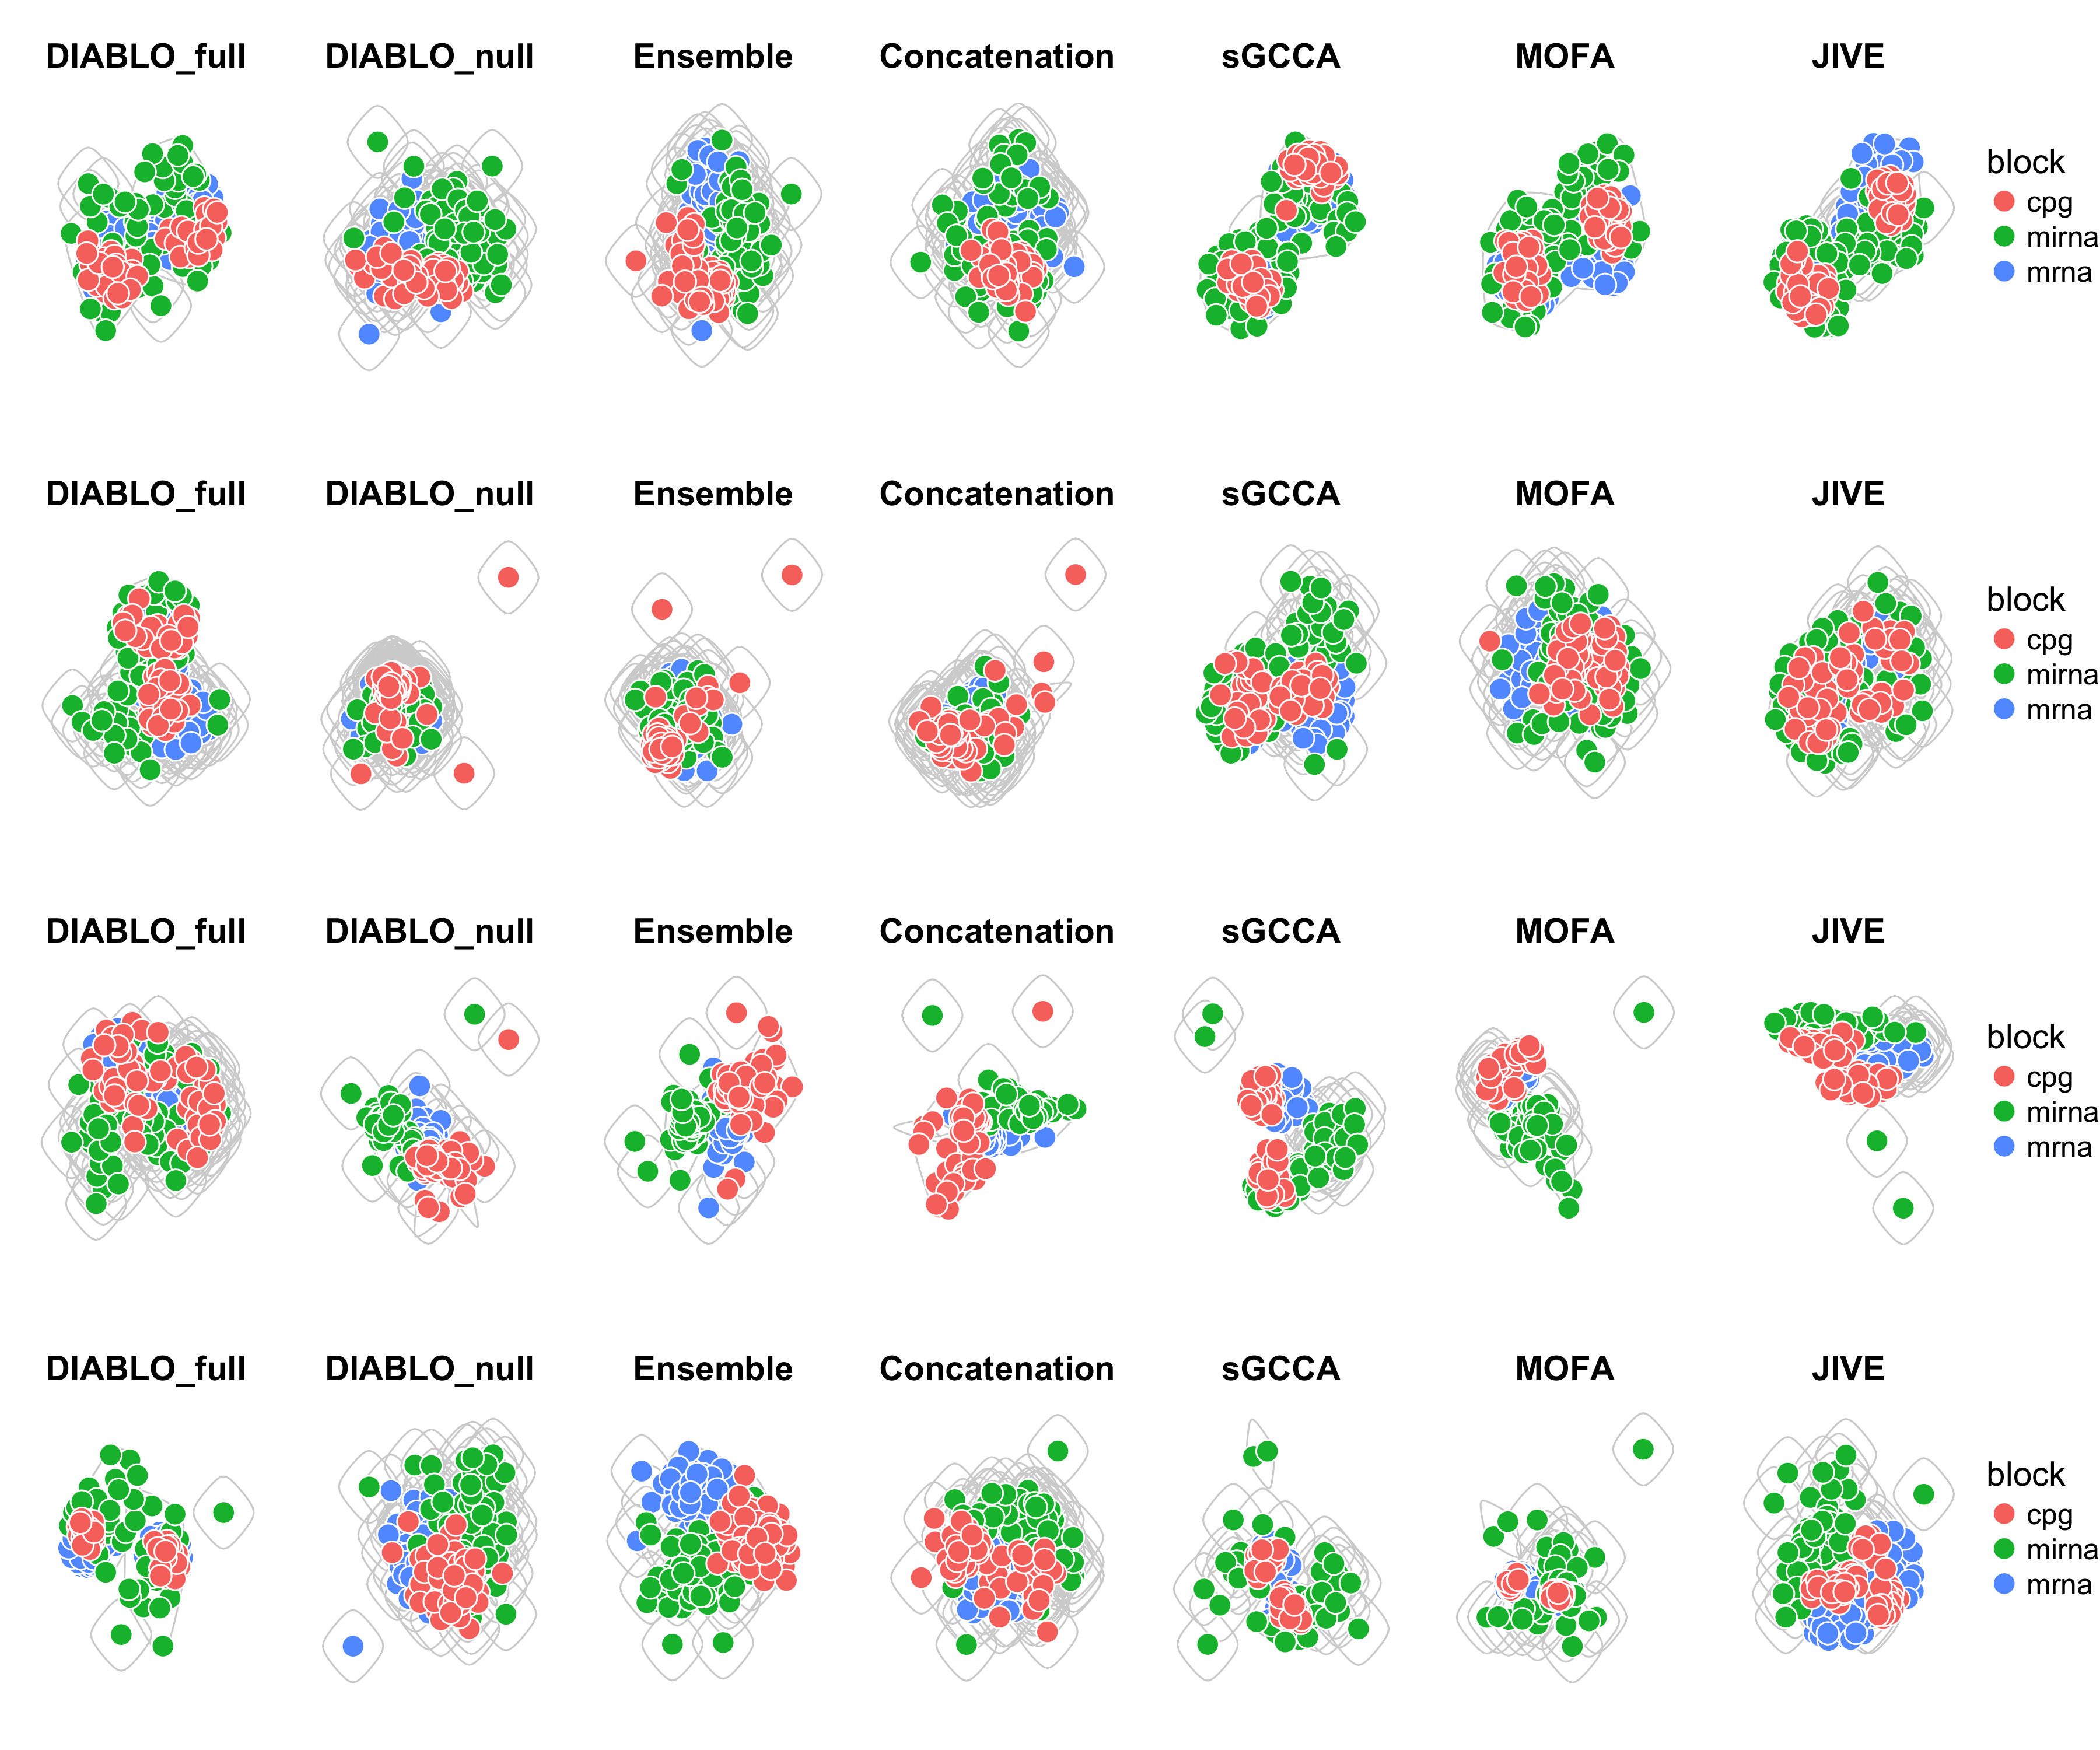 DIABLO_full DIABLO_null Ensemble Concatenation sGCCA MOFA JIVE
block
cpg
mirna
mrna
DIABLO_full DIABLO_null Ensemble Concatenation sGCCA MOFA JIVE
block
cpg
mirna
mrna
DIABLO_full DIABLO_null Ensemble Concatenation sGCCA MOFA JIVE
block
cpg
mirna
mrna
DIABLO_full DIABLO_null Ensemble Concatenation sGCCA MOFA JIVE
block
cpg
mirna
mrna